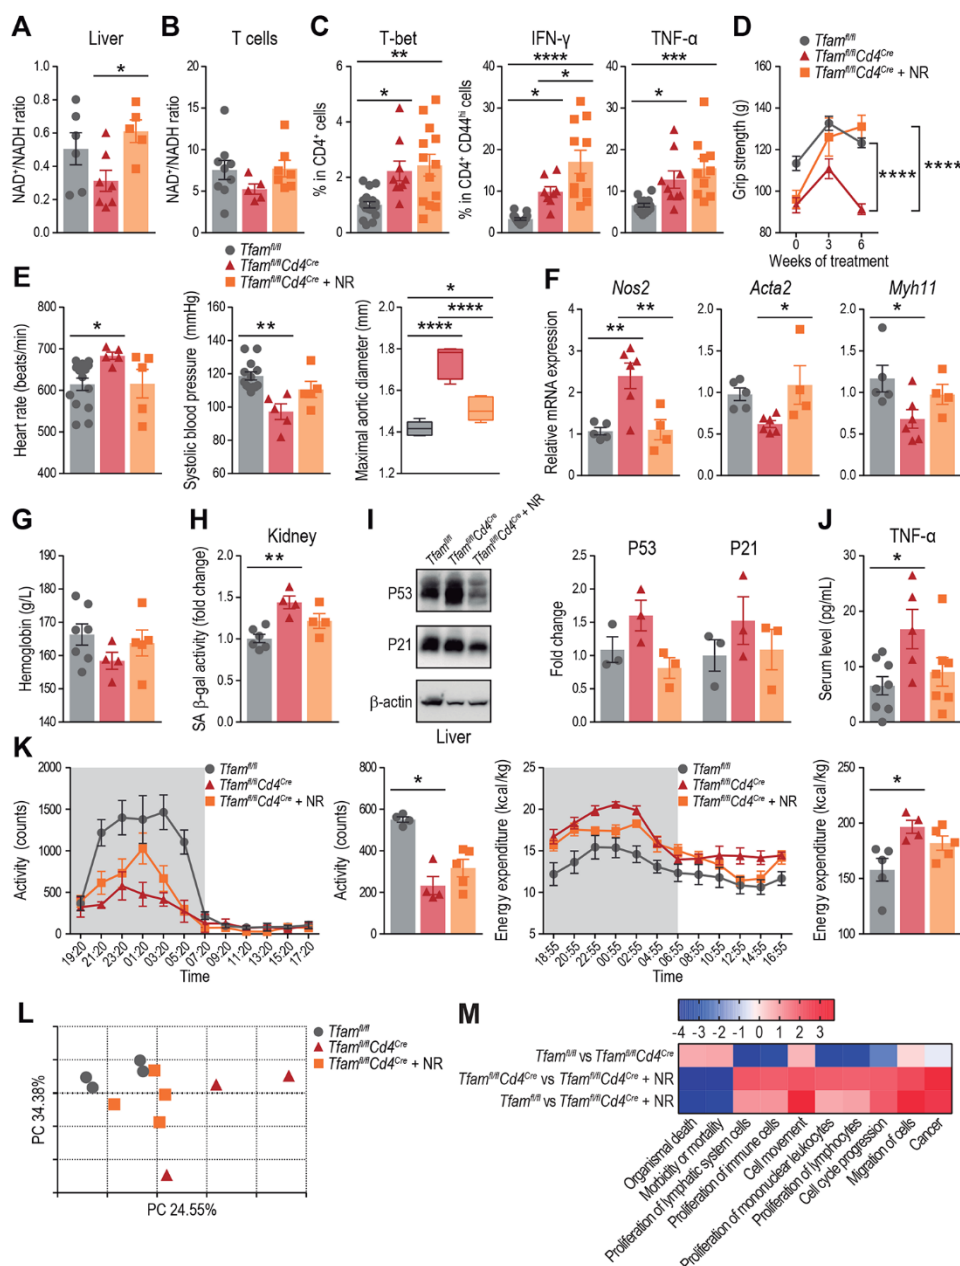 A
Liver
NAD⁺/NADH ratio
1.0
0.8
0.6
0.4
0.2
0.0
*
B
T cells
NAD⁺/NADH ratio
20
15
10
5
0
C
T-bet
% in CD4⁺ cells
6
4
2
0
**
*
IFN-γ
% in CD4⁺ CD44ʰⁱ cells
40
30
20
10
0
****
*
*
TNF-α
40
30
20
10
0
***
*
D
Tfamᶠˡ/ᶠˡ
Tfamᶠˡ/ᶠˡCd4ᶜʳᵉ
Tfamᶠˡ/ᶠˡCd4ᶜʳᵉ + NR
Grip strength (g)
160
140
120
100
80
0
3
6
Weeks of treatment
****
****
Tfamᶠˡ/ᶠˡ
Tfamᶠˡ/ᶠˡCd4ᶜʳᵉ
Tfamᶠˡ/ᶠˡCd4ᶜʳᵉ + NR
E
Heart rate (beats/min)
800
700
600
500
400
*
Systolic blood pressure (mmHg)
160
140
120
100
80
60
40
**
Maximal aortic diameter (mm)
2.0
1.8
1.6
1.4
1.2
*
****
****
F
Nos2
Relative mRNA expression
4
3
2
1
0
**
**
Acta2
2.0
1.5
1.0
0.5
0.0
*
Myh11
2.0
1.5
1.0
0.5
0.0
*
G
Hemoglobin (g/L)
190
180
170
160
150
140
H
Kidney
SA β-gal activity (fold change)
2.0
1.5
1.0
0.5
0.0
**
I
Tfamᶠˡ/ᶠˡ
Tfamᶠˡ/ᶠˡCd4ᶜʳᵉ
Tfamᶠˡ/ᶠˡCd4ᶜʳᵉ + NR
P53
P21
β-actin
Liver
P53
P21
Fold change
2.5
2.0
1.5
1.0
0.5
0.0
J
TNF-α
Serum level (pg/mL)
30
20
10
0
*
K
Activity (counts)
2000
1500
1000
500
0
Tfamᶠˡ/ᶠˡ
Tfamᶠˡ/ᶠˡCd4ᶜʳᵉ
Tfamᶠˡ/ᶠˡCd4ᶜʳᵉ + NR
19:20
21:20
23:20
01:20
03:20
05:20
07:20
09:20
11:20
13:20
15:20
17:20
Time
Activity (counts)
800
600
400
200
0
*
Energy expenditure (kcal/kg)
25
20
15
10
5
Tfamᶠˡ/ᶠˡ
Tfamᶠˡ/ᶠˡCd4ᶜʳᵉ
Tfamᶠˡ/ᶠˡCd4ᶜʳᵉ + NR
18:55
20:55
22:55
00:55
02:55
04:55
06:55
08:55
10:55
12:55
14:55
16:55
Time
Energy expenditure (kcal/kg)
250
200
150
100
*
L
Tfamᶠˡ/ᶠˡ
Tfamᶠˡ/ᶠˡCd4ᶜʳᵉ
Tfamᶠˡ/ᶠˡCd4ᶜʳᵉ + NR
PC 34.38%
PC 24.55%
M
-4 -3 -2 -1 0 1 2 3
Tfamᶠˡ/ᶠˡ vs Tfamᶠˡ/ᶠˡCd4ᶜʳᵉ
Tfamᶠˡ/ᶠˡCd4ᶜʳᵉ vs Tfamᶠˡ/ᶠˡCd4ᶜʳᵉ + NR
Tfamᶠˡ/ᶠˡ vs Tfamᶠˡ/ᶠˡCd4ᶜʳᵉ + NR
Organismal death
Morbidity or mortality
Proliferation of lymphatic system cells
Proliferation of immune cells
Cell movement
Proliferation of mononuclear leukocytes
Proliferation of lymphocytes
Cell cycle progression
Migration of cells
Cancer